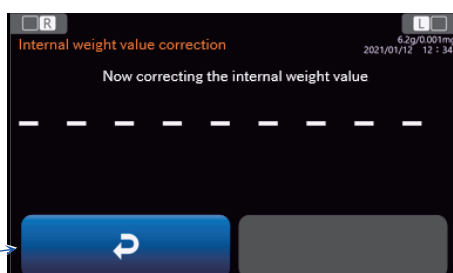 R L
Internal weight value correction
6.2g/0.001mg
2021/01/12 12:34
Now correcting the internal weight value